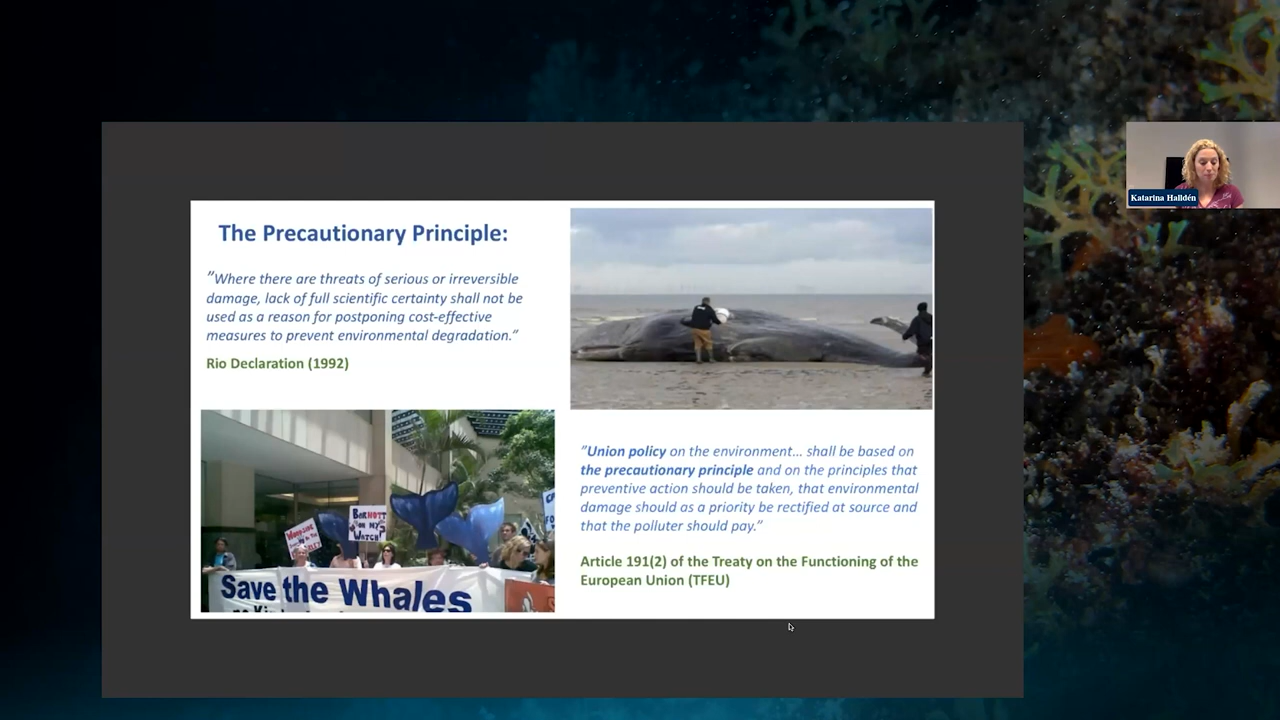 The Precautionary Principle:
"Where there are threats of serious or irreversible
damage, lack of full scientific certainty shall not be
used as a reason for postponing cost-effective
measures to prevent environmental degradation."
Rio Declaration (1992)
BARNOTT
ON MY
WATCH!
Save the Whales
"Union policy on the environment... shall be based on
the precautionary principle and on the principles that
preventive action should be taken, that environmental
damage should as a priority be rectified at source and
that the polluter should pay."
Article 191(2) of the Treaty on the Functioning of the
European Union (TFEU)
Katarina Halldén